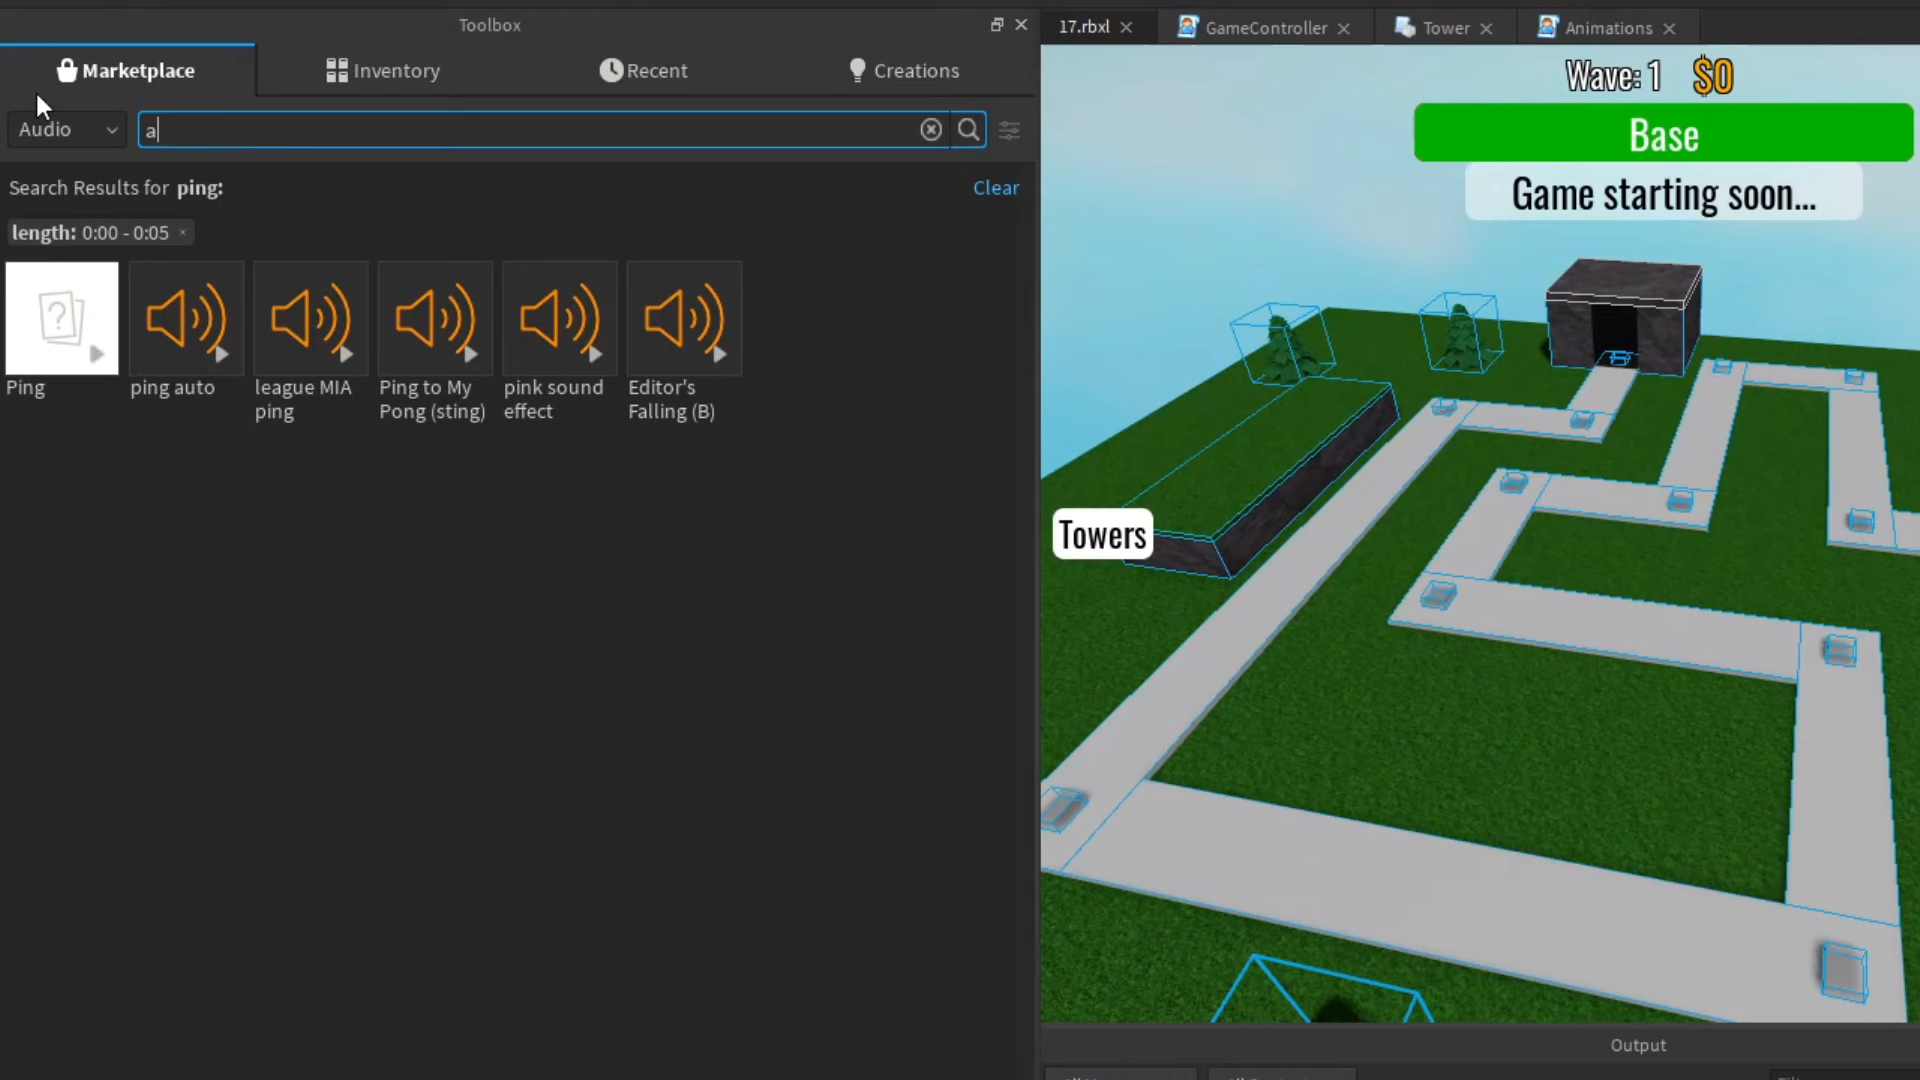 Toolbox
Marketplace
Inventory
Recent
Creations
Audio
a
Search Results for ping:
Clear
length: 0:00 - 0:05
Ping
ping auto
league MIA
ping
Ping to My
Pong (sting)
pink sound
effect
Editor's
Falling (B)
17.rbxl
GameController
Tower
Animations
Wave: 1
$0
Base
Game starting soon...
Towers
Output